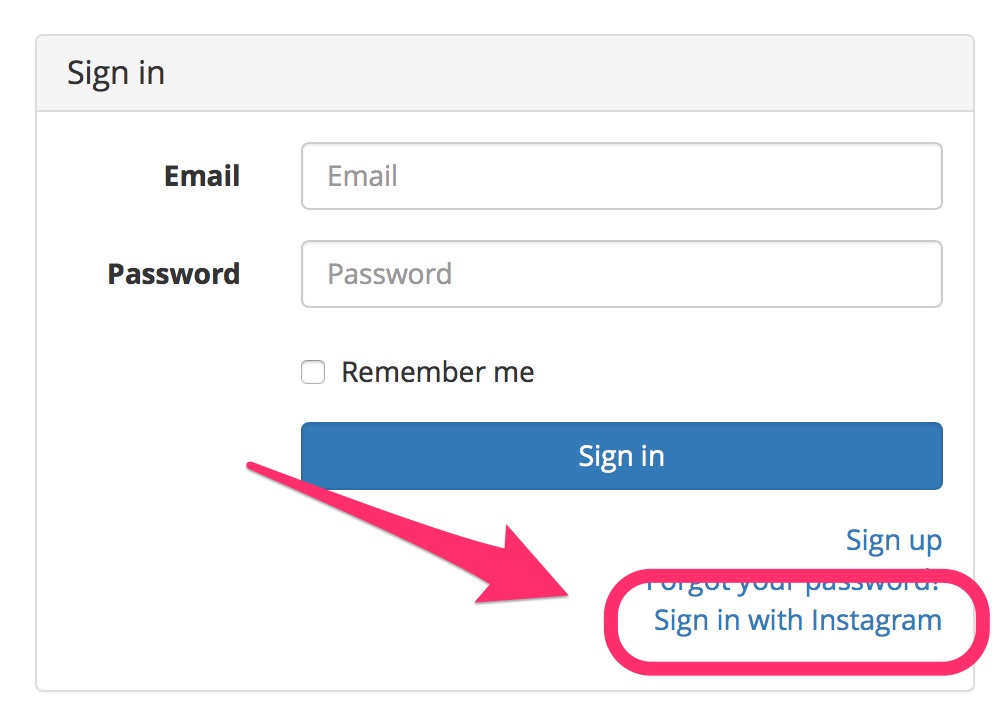 Sign in
Email
Email
Password
Password
Remember me
Sign in
Sign up
Forgot your password?
Sign in with Instagram